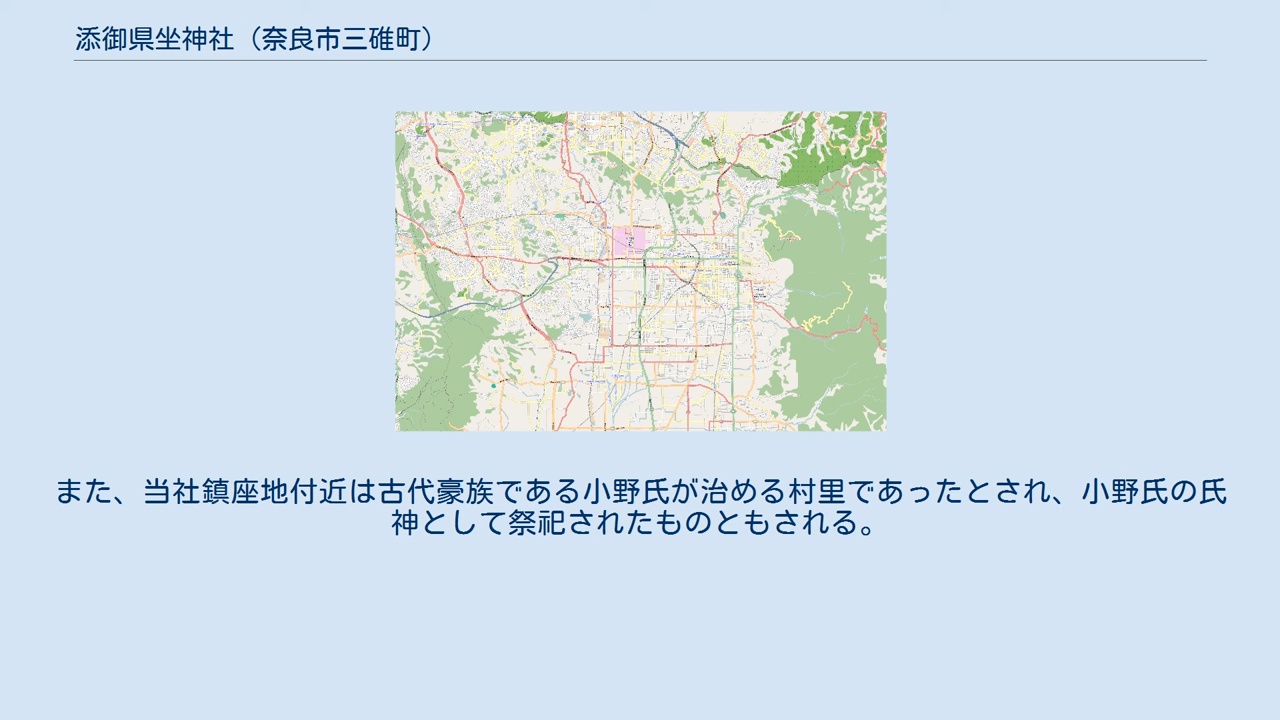 添御県坐神社（奈良市三碓町）
また、当社鎮座地付近は古代豪族である小野氏が治める村里であったとされ、小野氏の氏
神として祭祀されたものともされる。